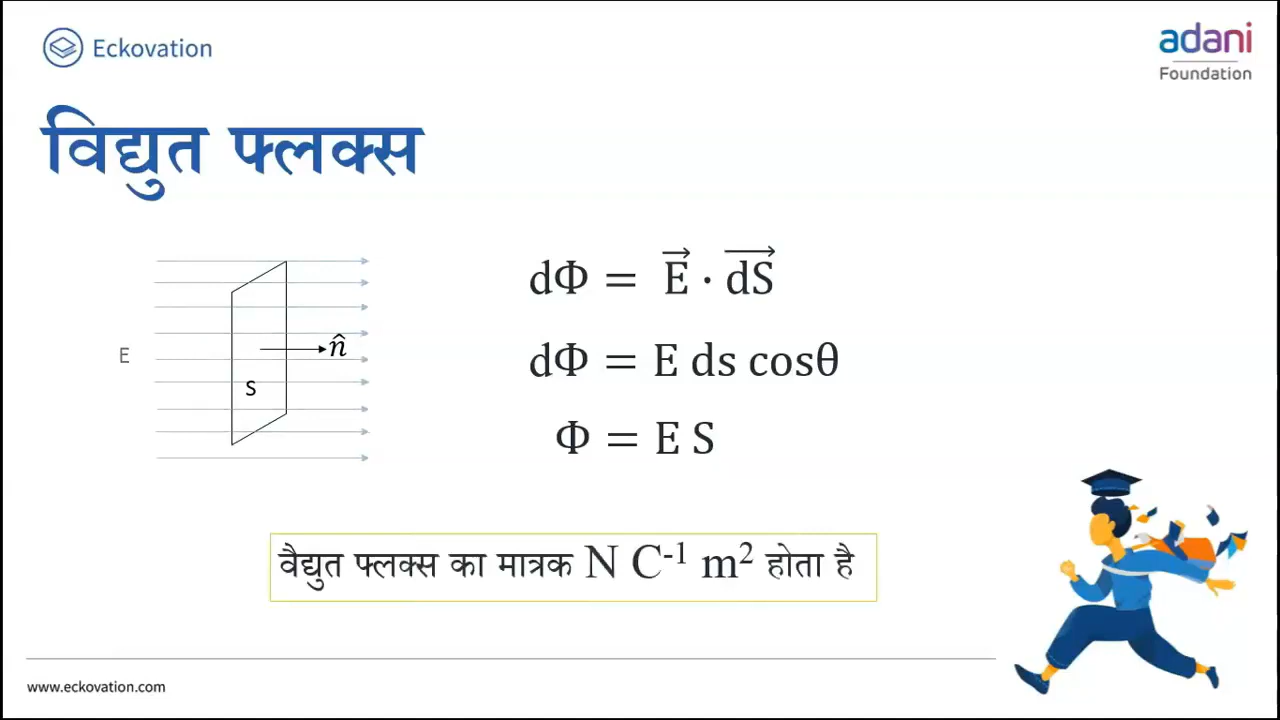 Eckovation
adani
Foundation
विद्युत फ्लक्स
E
S
n̂
dΦ = E⃗ · dS⃗
dΦ = E ds cosθ
Φ = E S
वैद्युत फ्लक्स का मात्रक N C⁻¹ m² होता है
www.eckovation.com